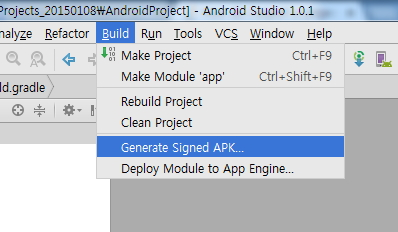 Projects_20150108₩AndroidProject] - Android Studio 1.0.1
nalyze Refactor Build Run Tools VCS Window Help
Make Project Ctrl+F9
Make Module 'app' Ctrl+Shift+F9
ld.gradle
Rebuild Project
Clean Project
Generate Signed APK...
Deploy Module to App Engine...